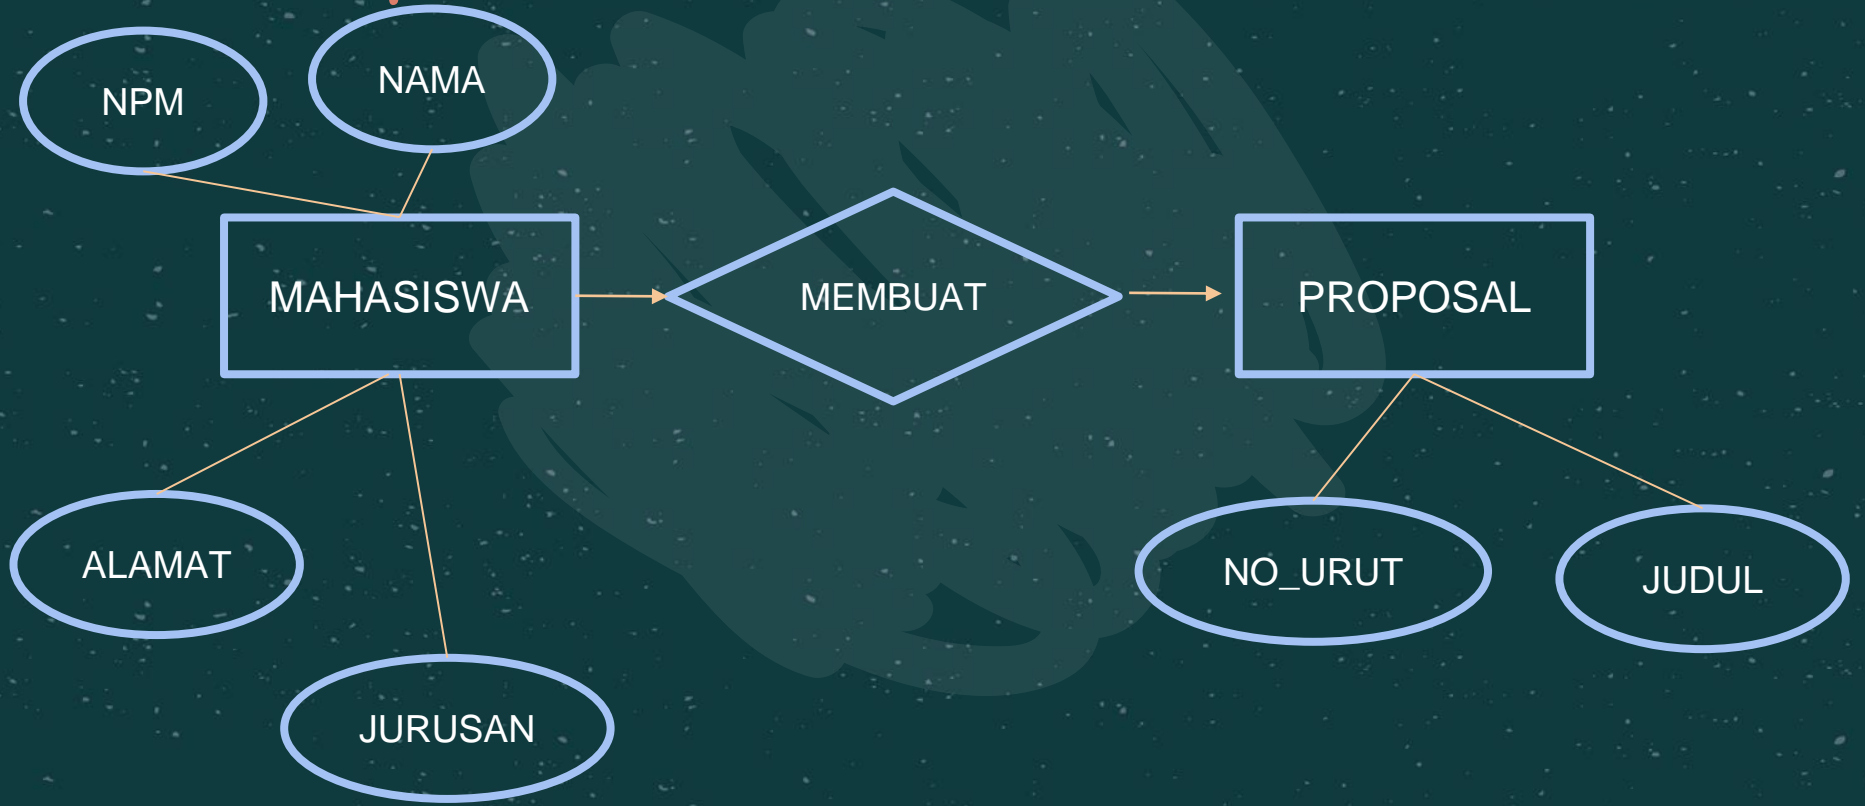 NPM
NAMA
MAHASISWA
MEMBUAT
PROPOSAL
ALAMAT
NO_URUT
JUDUL
JURUSAN